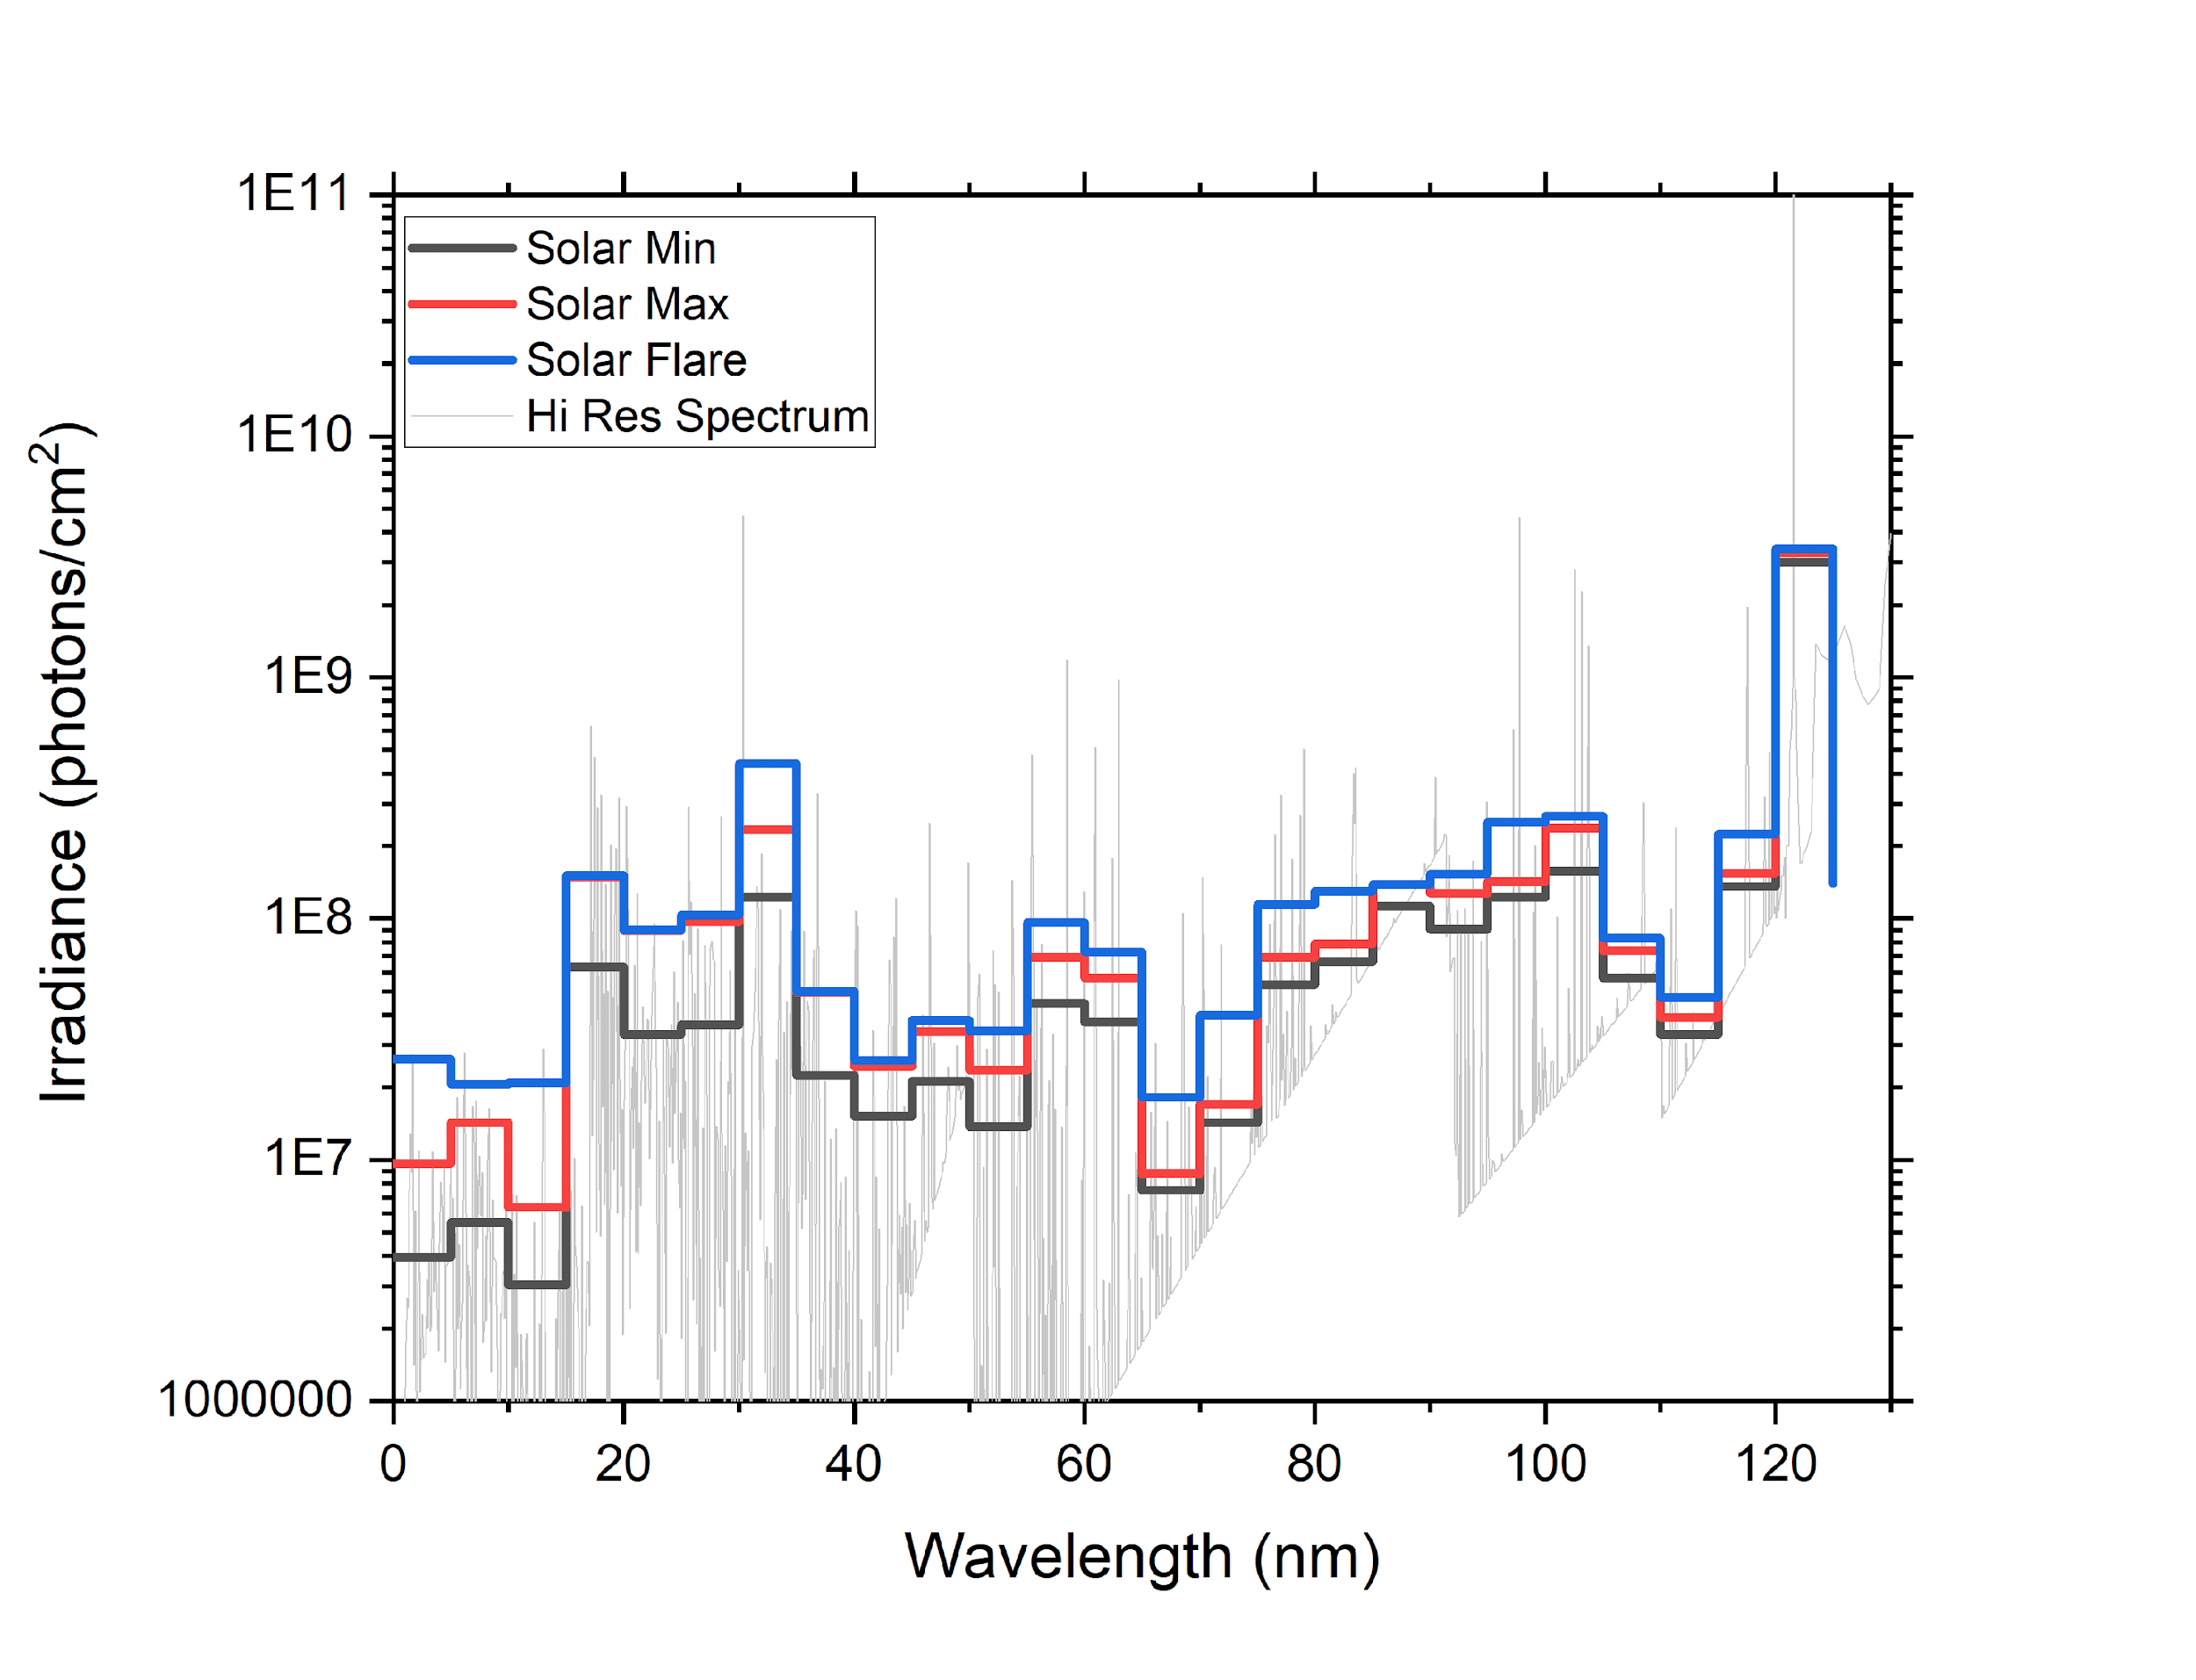 1E11
1E10
1E9
1E8
1E7
1000000
Irradiance (photons/cm²)
Solar Min
Solar Max
Solar Flare
Hi Res Spectrum
0 20 40 60 80 100 120
Wavelength (nm)